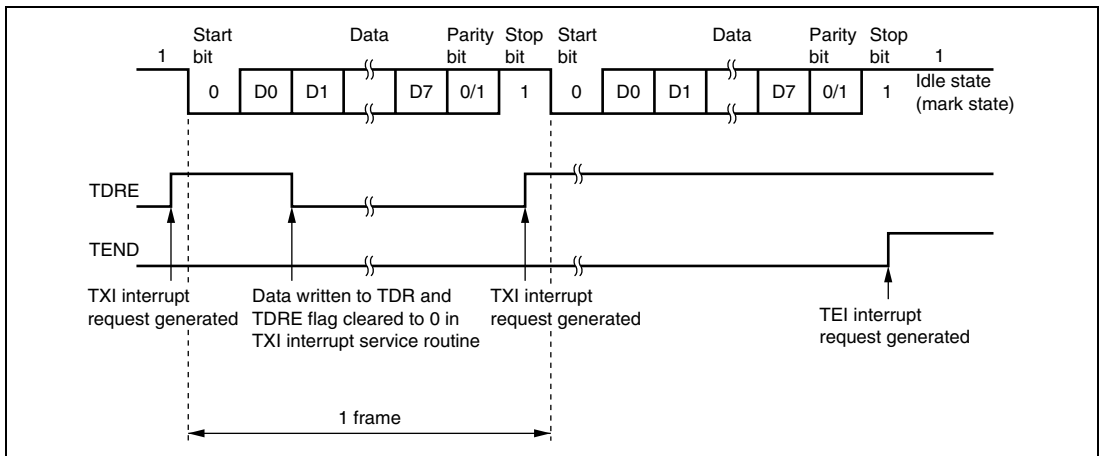 1
Start bit
Data
Parity bit
Stop bit
Start bit
Data
Parity bit
Stop bit
1
0
D0
D1
D7
0/1
1
0
D0
D1
D7
0/1
1
Idle state
(mark state)
TDRE
TEND
TXI interrupt
request generated
Data written to TDR and
TDRE flag cleared to 0 in
TXI interrupt service routine
TXI interrupt
request generated
TEI interrupt
request generated
1 frame